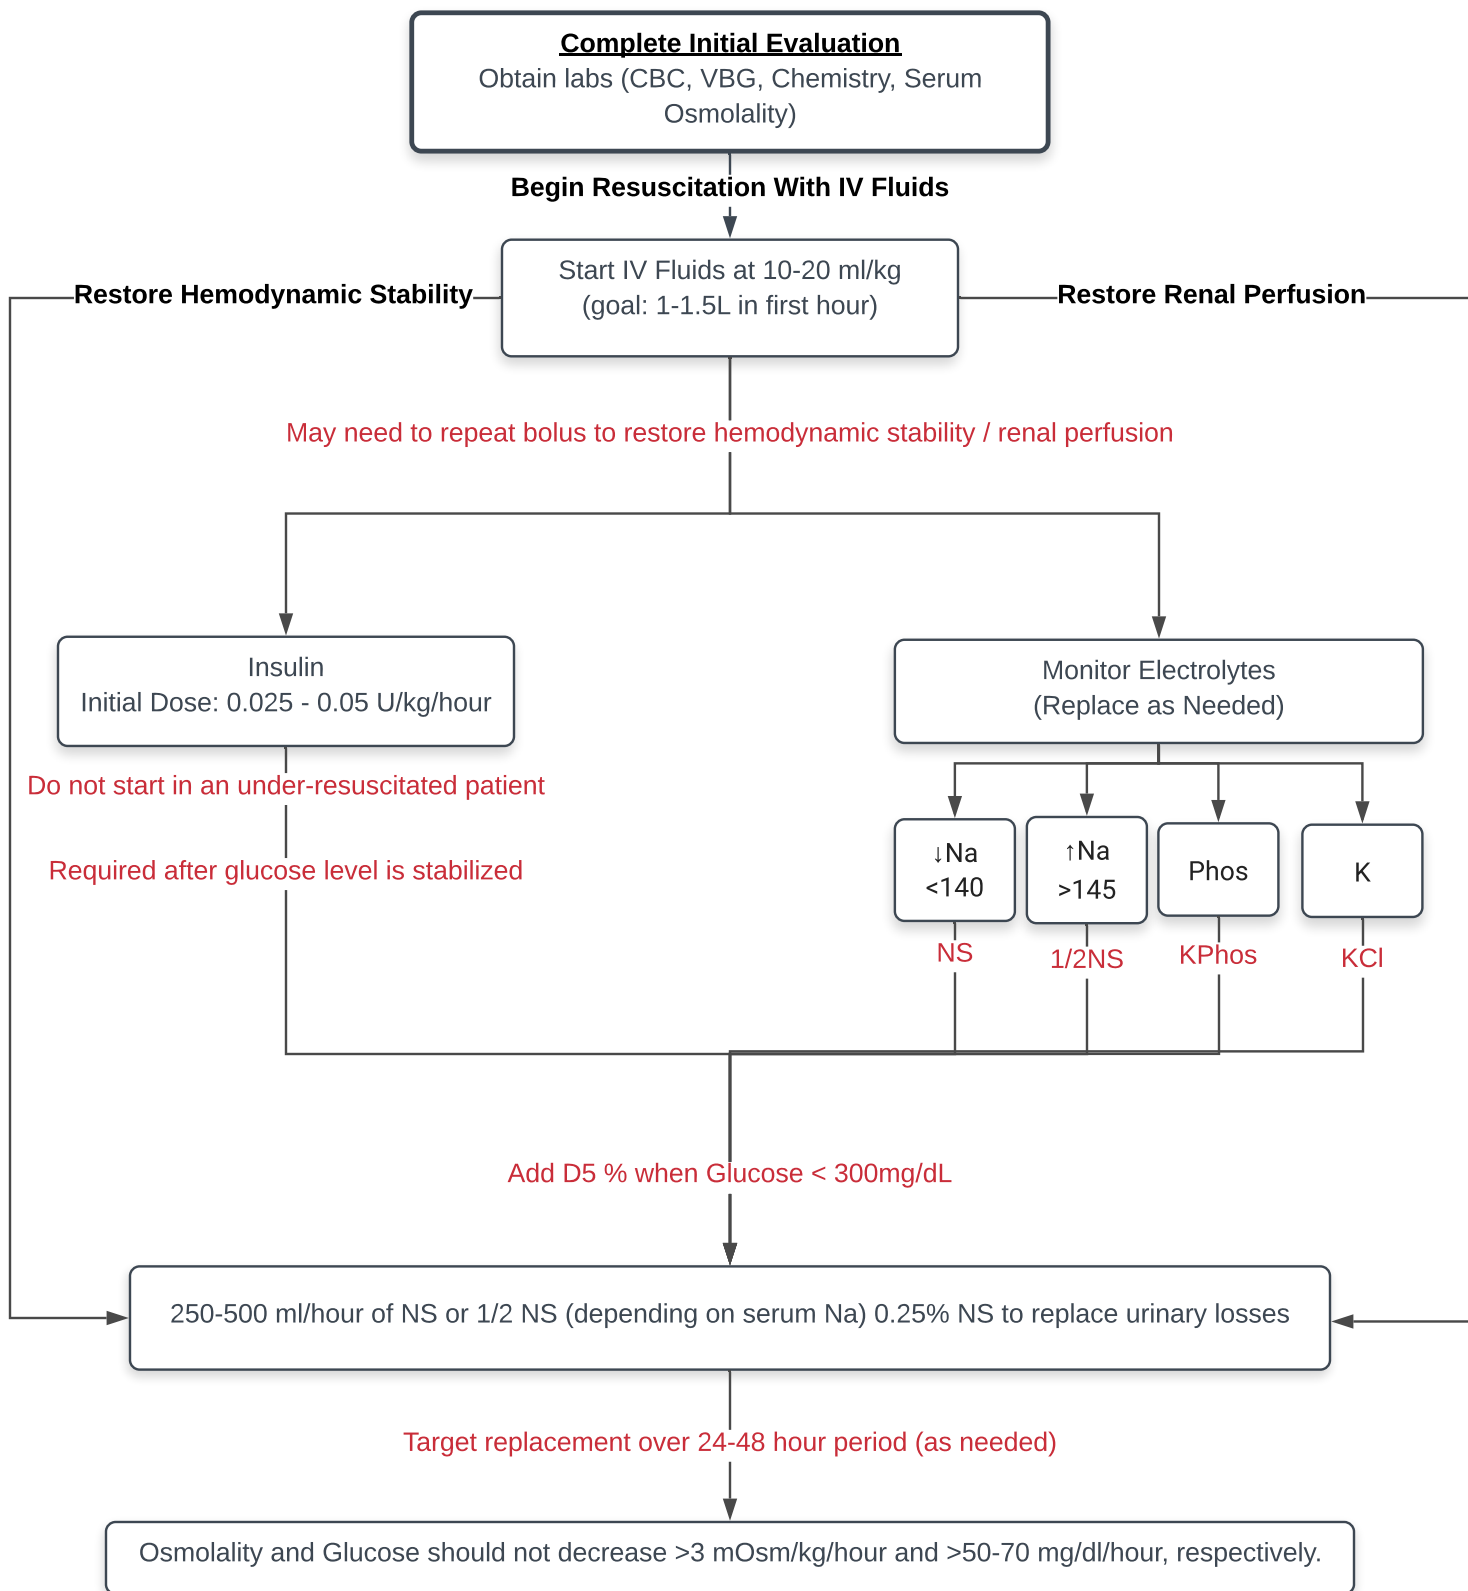 Complete Initial Evaluation
Obtain labs (CBC, VBG, Chemistry, Serum
Osmolality)
Begin Resuscitation With IV Fluids
Start IV Fluids at 10-20 ml/kg
(goal: 1-1.5L in first hour)
Restore Hemodynamic Stability
Restore Renal Perfusion
May need to repeat bolus to restore hemodynamic stability / renal perfusion
Insulin
Initial Dose: 0.025 - 0.05 U/kg/hour
Do not start in an under-resuscitated patient
Required after glucose level is stabilized
Monitor Electrolytes
(Replace as Needed)
↓Na
<140
NS
↑Na
>145
1/2NS
Phos
KPhos
K
KCl
Add D5 % when Glucose < 300mg/dL
250-500 ml/hour of NS or 1/2 NS (depending on serum Na) 0.25% NS to replace urinary losses
Target replacement over 24-48 hour period (as needed)
Osmolality and Glucose should not decrease >3 mOsm/kg/hour and >50-70 mg/dl/hour, respectively.